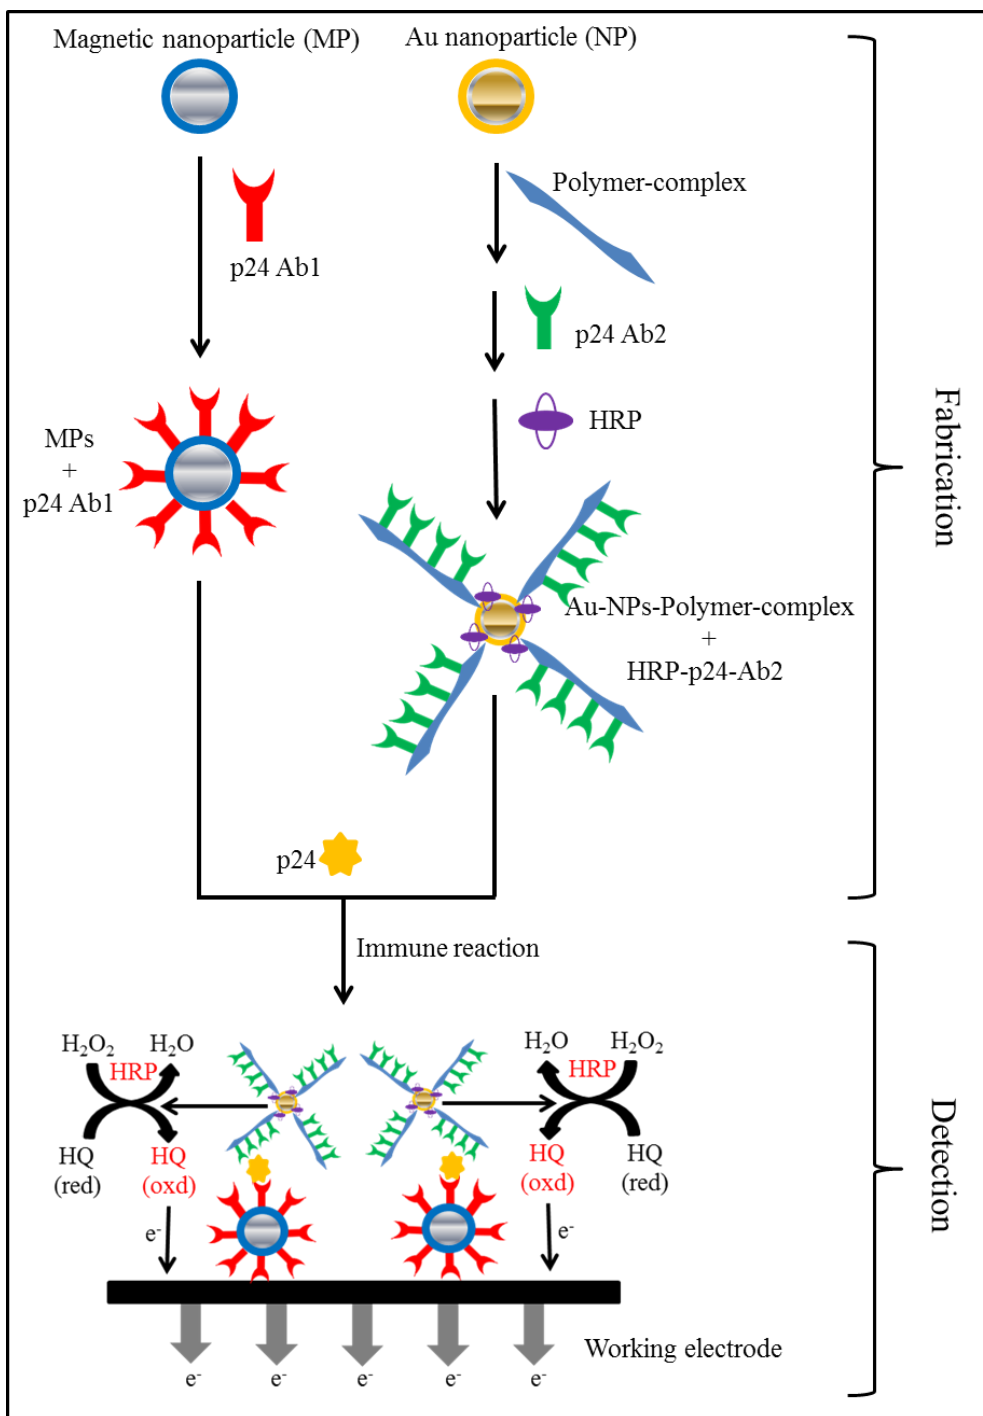 Magnetic nanoparticle (MP)
Au nanoparticle (NP)
Polymer-complex
p24 Ab1
p24 Ab2
HRP
MPs
+
p24 Ab1
Au-NPs-Polymer-complex
+
HRP-p24-Ab2
Fabrication
p24
Immune reaction
H₂O₂
H₂O
HRP
HQ
(red)
HQ
(oxd)
e⁻
H₂O
H₂O₂
HRP
HQ
(oxd)
HQ
(red)
e⁻
Detection
Working electrode
e⁻ e⁻ e⁻ e⁻ e⁻